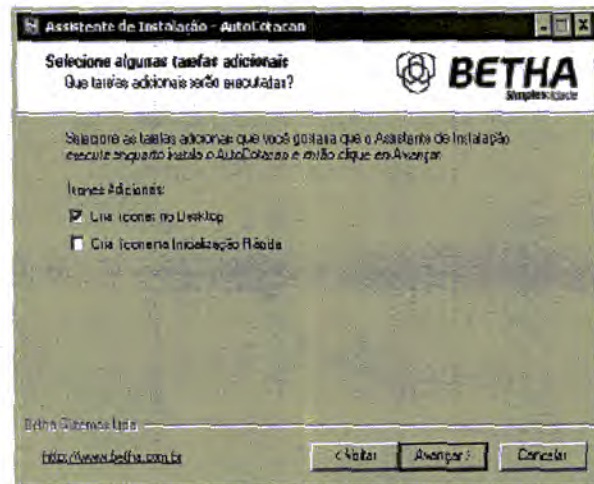 Assistente de Instalação - AutoCotacao
Selecione algumas tarefas adicionais
Que tarefas adicionais serão executadas?
BETHA
Simplescidade
Selecione as tarefas adicionais que você gostaria que o Assistente de Instalação
execute enquanto instala o AutoCotacao e então clique em Avançar.
Ícones Adicionais:
Criar Ícones no Desktop
Criar Ícone na Inicialização Rápida
Betha Sistemas Ltda
http://www.betha.com.br
< Voltar
Avançar >
Cancelar